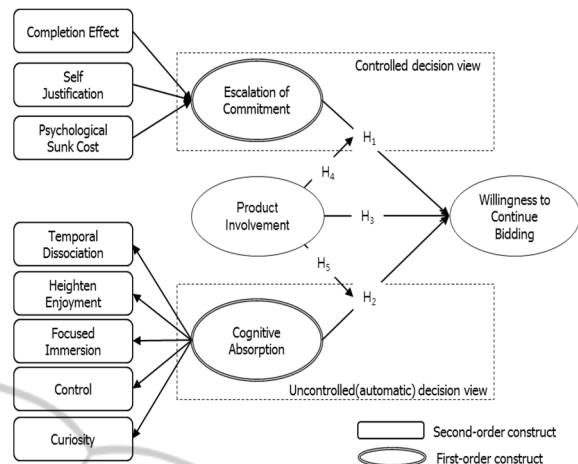 Completion Effect
Self
Justification
Psychological
Sunk Cost
Escalation of
Commitment
Controlled decision view
H1
H4
Product
Involvement
H3
Willingness to
Continue
Bidding
H5
H2
Temporal
Dissociation
Heighten
Enjoyment
Focused
Immersion
Control
Curiosity
Cognitive
Absorption
Uncontrolled(automatic) decision view
Second-order construct
First-order construct